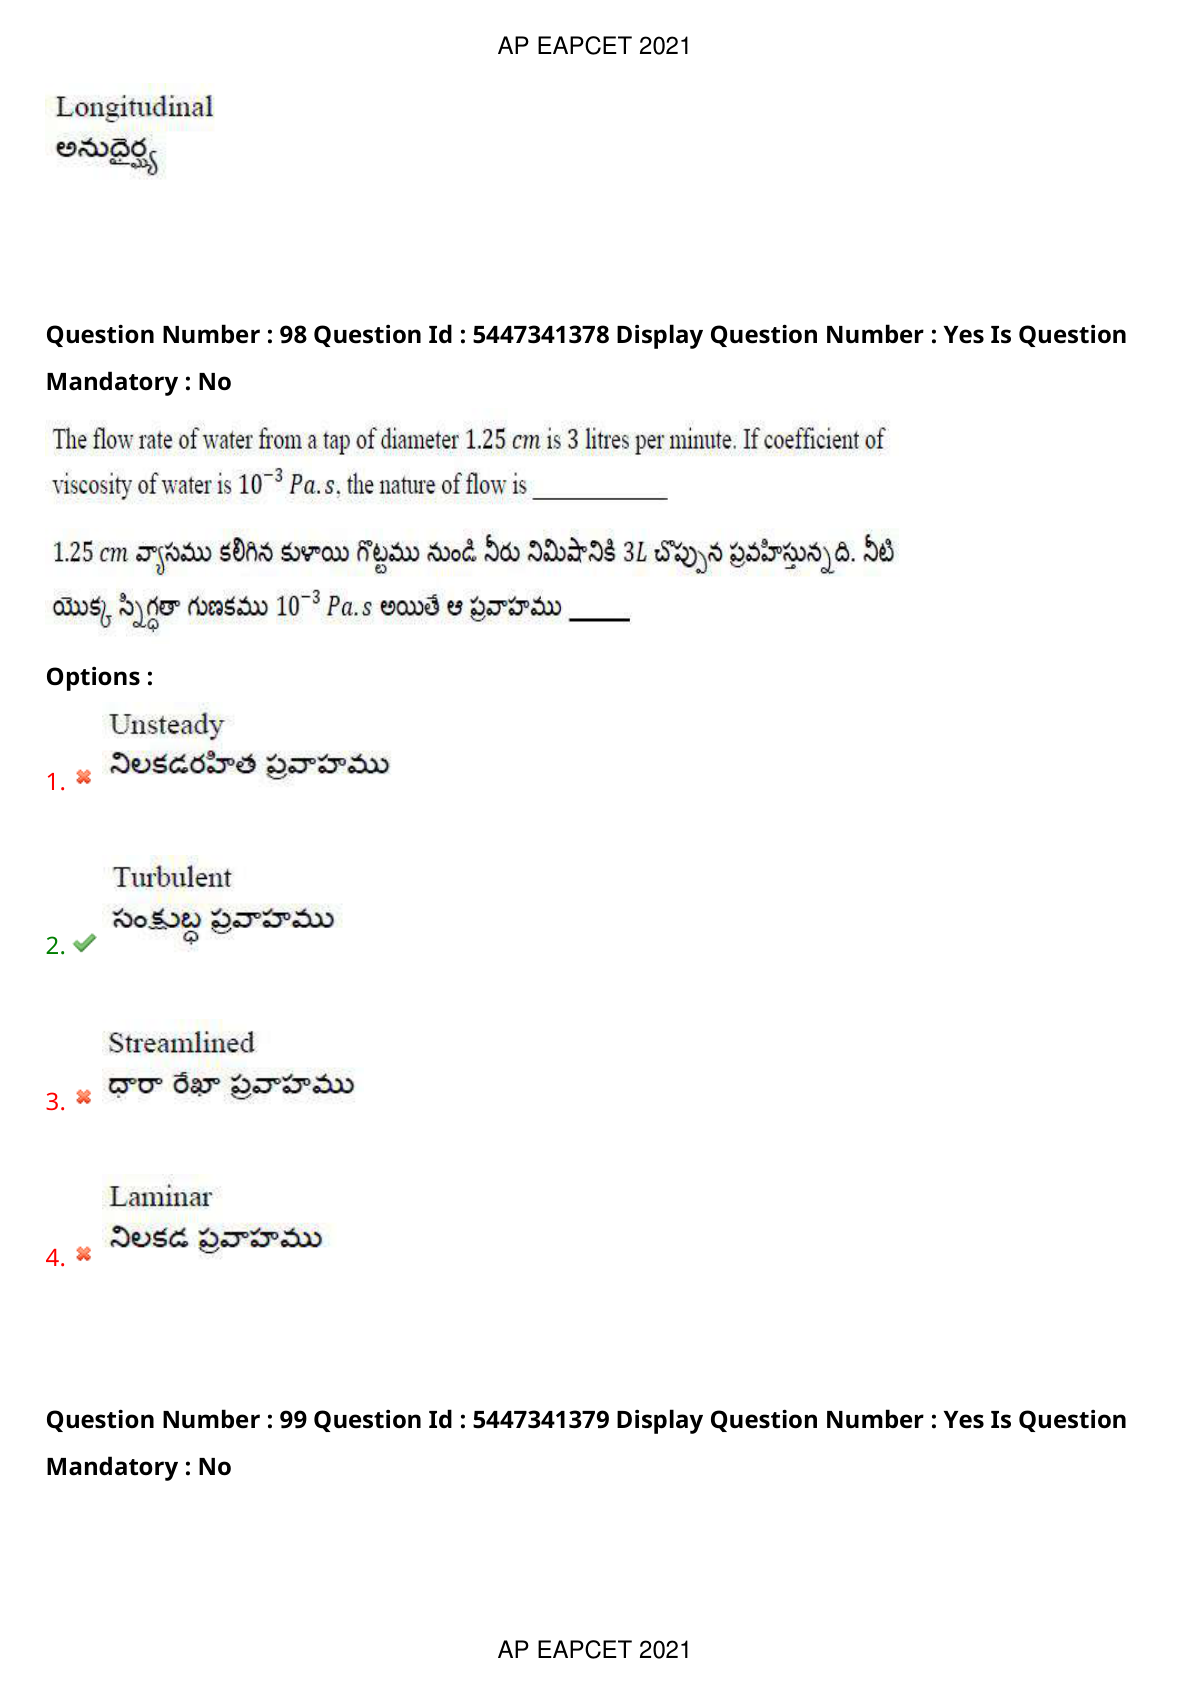 AP EAPCET 2021
Longitudinal
అనుదైర్ఘ్య
Question Number : 98 Question Id : 5447341378 Display Question Number : Yes Is Question
Mandatory : No
The flow rate of water from a tap of diameter 1.25 cm is 3 litres per minute. If coefficient of
viscosity of water is 10⁻³ Pa.s, the nature of flow is __________
1.25 cm వ్యాసము కలిగిన కుళాయి గొట్టము నుండి నీరు నిమిషానికి 3L చొప్పున ప్రవహిస్తున్నది. నీటి
యొక్క స్నిగ్ధతా గుణకము 10⁻³ Pa.s అయితే ఆ ప్రవాహము _____
Options :
Unsteady
నిలకడరహిత ప్రవాహము
1.
Turbulent
సంక్షుబ్ధ ప్రవాహము
2.
Streamlined
ధారా రేఖా ప్రవాహము
3.
Laminar
నిలకడ ప్రవాహము
4.
Question Number : 99 Question Id : 5447341379 Display Question Number : Yes Is Question
Mandatory : No
AP EAPCET 2021